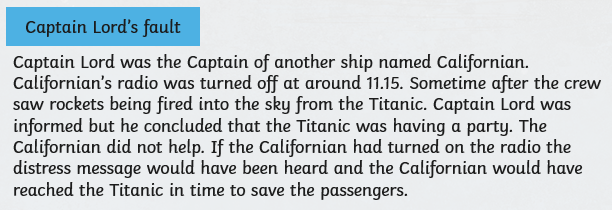 Captain Lord's fault
Captain Lord was the Captain of another ship named Californian.
Californian's radio was turned off at around 11.15. Sometime after the crew
saw rockets being fired into the sky from the Titanic. Captain Lord was
informed but he concluded that the Titanic was having a party. The
Californian did not help. If the Californian had turned on the radio the
distress message would have been heard and the Californian would have
reached the Titanic in time to save the passengers.